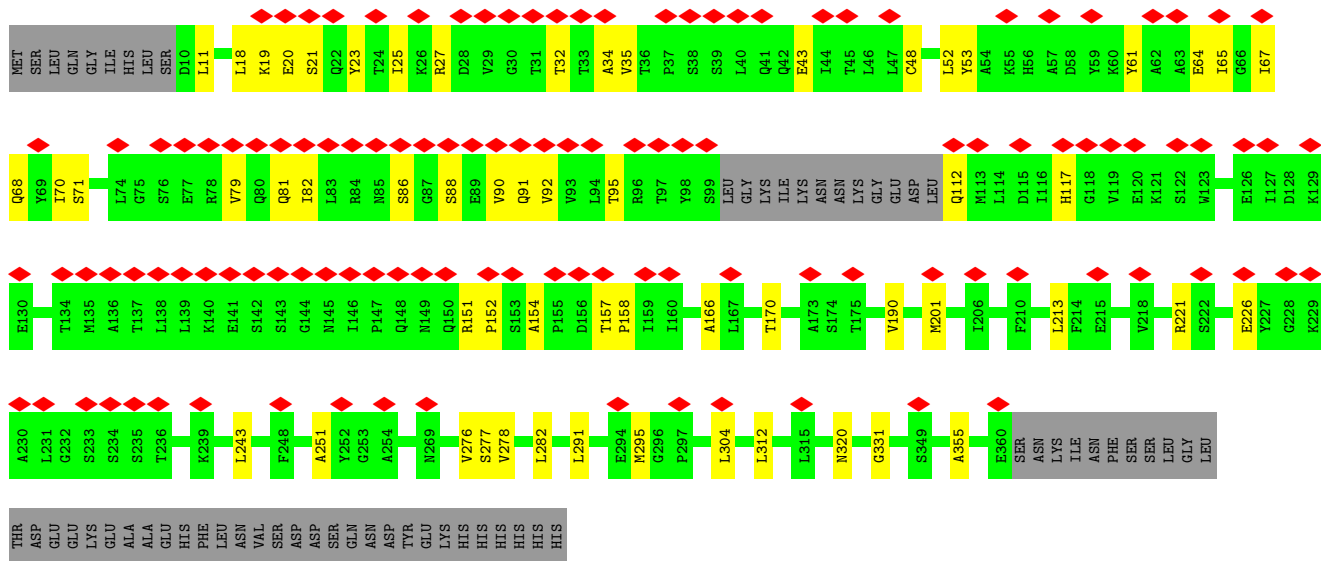 MET SER LEU GLN GLY ILE HIS LEU SER D10 L11 L18 K19 E20 S21 Q22 Y23 T24 I25 K26 R27 D28 V29 G30 T31 T32 T33 A34 V35 T36 P37 S38 S39 L40 Q41 Q42 E43 I44 T45 L46 L47 C48 L52 Y53 A54 K55 H56 A57 D58 Y59 K60 Y61 A62 A63 E64 I65 G66 I67
Q68 Y69 I70 S71 L74 G75 S76 E77 R78 V79 Q80 Q81 I82 L83 R84 N85 S86 G87 S88 E89 V90 Q91 V92 V93 L94 T95 R96 T97 Y98 S99 LEU GLY LYS ILE LYS ASN ASN LYS GLY GLU ASP LEU Q112 M113 L114 D115 I116 H117 G118 V119 E120 K121 S122 W123 E126 I127 D128 K129
E130 T134 M135 A136 T137 L138 L139 K140 E141 S142 S143 G144 N145 I146 P147 Q148 N149 Q150 R151 P152 S153 A154 P155 D156 T157 P158 I159 I160 A166 L167 T170 A173 S174 T175 V190 M201 I206 F210 L213 F214 E215 V218 R221 S222 E226 Y227 G228 K229
A230 L231 G232 S233 S234 S235 T236 K239 L243 F248 A251 Y252 G253 A254 N269 V276 S277 V278 L282 L291 E294 M295 G296 P297 L304 L312 L315 N320 G331 S349 A355 E360 SER ASN LYS ILE ASN PHE SER SER LEU GLY LEU
THR ASP GLU GLU LYS GLU ALA ALA GLU HIS PHE LEU ASN VAL SER ASP ASP SER GLN ASN ASP TYR GLU LYS HIS HIS HIS HIS HIS HIS